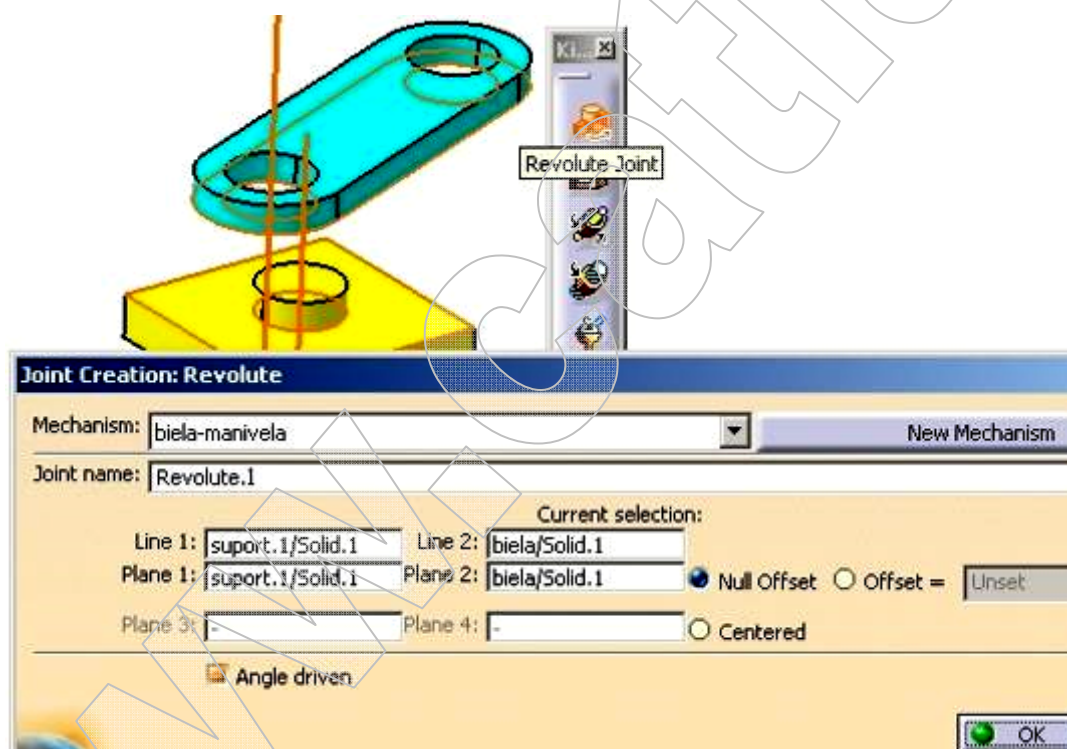 Ki...
Revolute Joint
Joint Creation: Revolute
Mechanism: biela-manivela New Mechanism
Joint name: Revolute.1
Current selection:
Line 1: suport.1/Solid.1 Line 2: biela/Solid.1
Plane 1: suport.1/Solid.1 Plane 2: biela/Solid.1 Null Offset Offset = Unset
Plane 3: - Plane 4: - Centered
Angle driven
OK